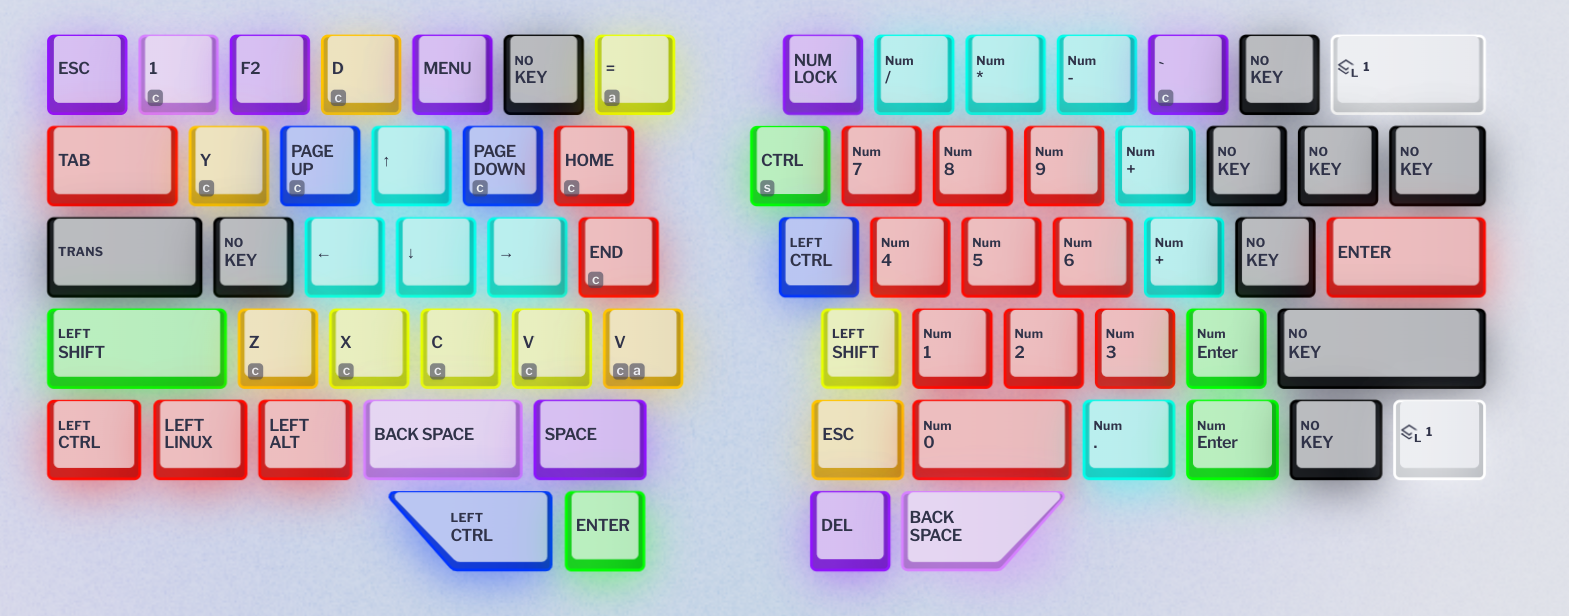 ESC
1
C
F2
D
C
MENU
NO
KEY
=
a
NUM
LOCK
Num
/
Num
*
Num
-
`
C
NO
KEY
L 1
TAB
Y
C
PAGE
UP
C
↑
PAGE
DOWN
C
HOME
C
CTRL
S
Num
7
Num
8
Num
9
Num
+
NO
KEY
NO
KEY
NO
KEY
TRANS
NO
KEY
←
↓
→
END
C
LEFT
CTRL
Num
4
Num
5
Num
6
Num
+
NO
KEY
ENTER
LEFT
SHIFT
Z
C
X
C
C
C
V
C
V
C a
LEFT
SHIFT
Num
1
Num
2
Num
3
Num
Enter
NO
KEY
LEFT
CTRL
LEFT
LINUX
LEFT
ALT
BACK SPACE
SPACE
ESC
Num
0
Num
.
Num
Enter
NO
KEY
L 1
LEFT
CTRL
ENTER
DEL
BACK
SPACE